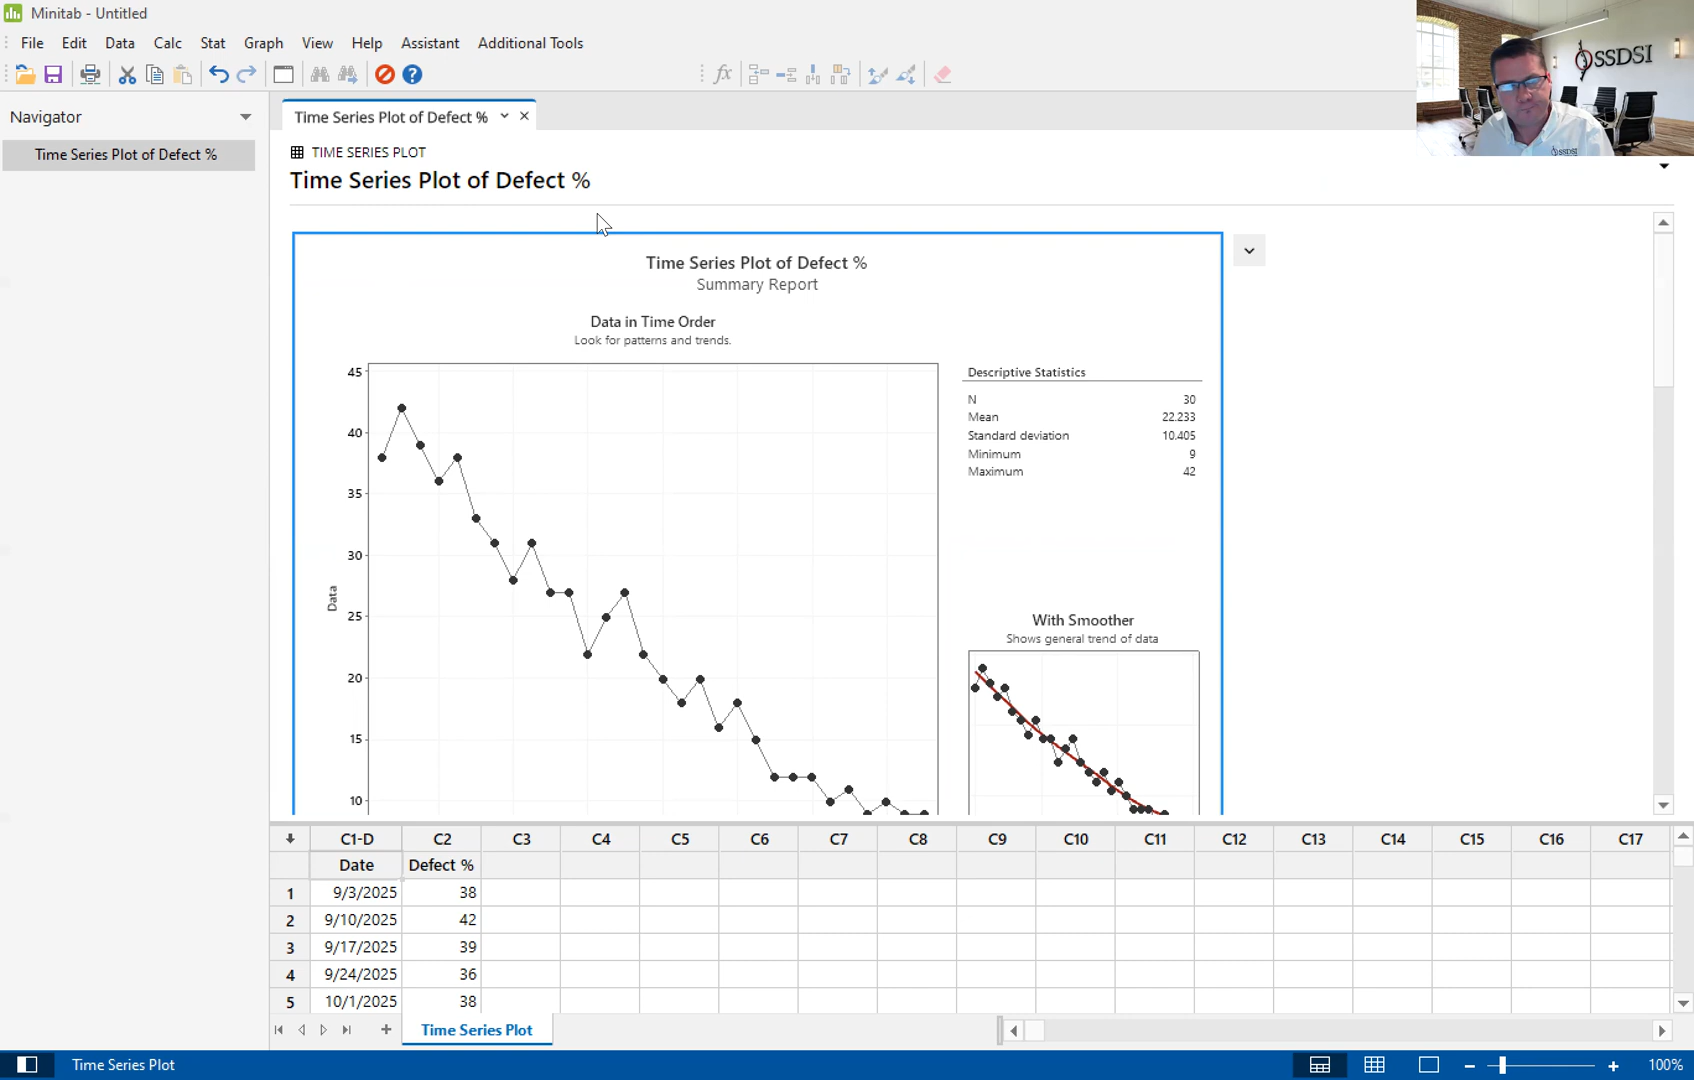 Minitab - Untitled
File Edit Data Calc Stat Graph View Help Assistant Additional Tools
SSDSI
SSDSI
Navigator
Time Series Plot of Defect %
Time Series Plot of Defect %
TIME SERIES PLOT
Time Series Plot of Defect %
Time Series Plot of Defect %
Summary Report
Data in Time Order
Look for patterns and trends.
45
40
35
30
25
20
15
10
Data
Descriptive Statistics
N 30
Mean 22.233
Standard deviation 10.405
Minimum 9
Maximum 42
With Smoother
Shows general trend of data
C1-D C2 C3 C4 C5 C6 C7 C8 C9 C10 C11 C12 C13 C14 C15 C16 C17
Date Defect %
1 9/3/2025 38
2 9/10/2025 42
3 9/17/2025 39
4 9/24/2025 36
5 10/1/2025 38
Time Series Plot
Time Series Plot
100%